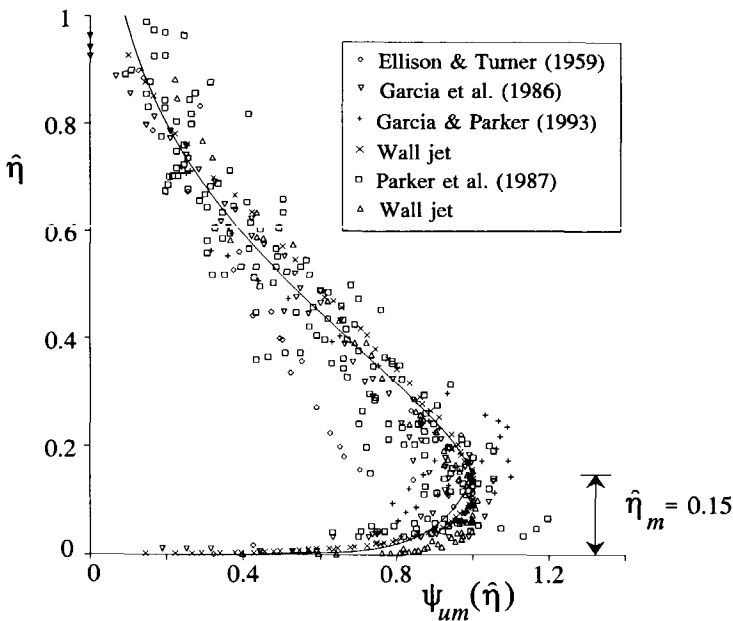 1
0.8
η̂
0.6
0.4
0.2
0
0
0.4
0.8
1.2
ψum(η̂)
Ellison & Turner (1959)
Garcia et al. (1986)
Garcia & Parker (1993)
Wall jet
Parker et al. (1987)
Wall jet
η̂m = 0.15